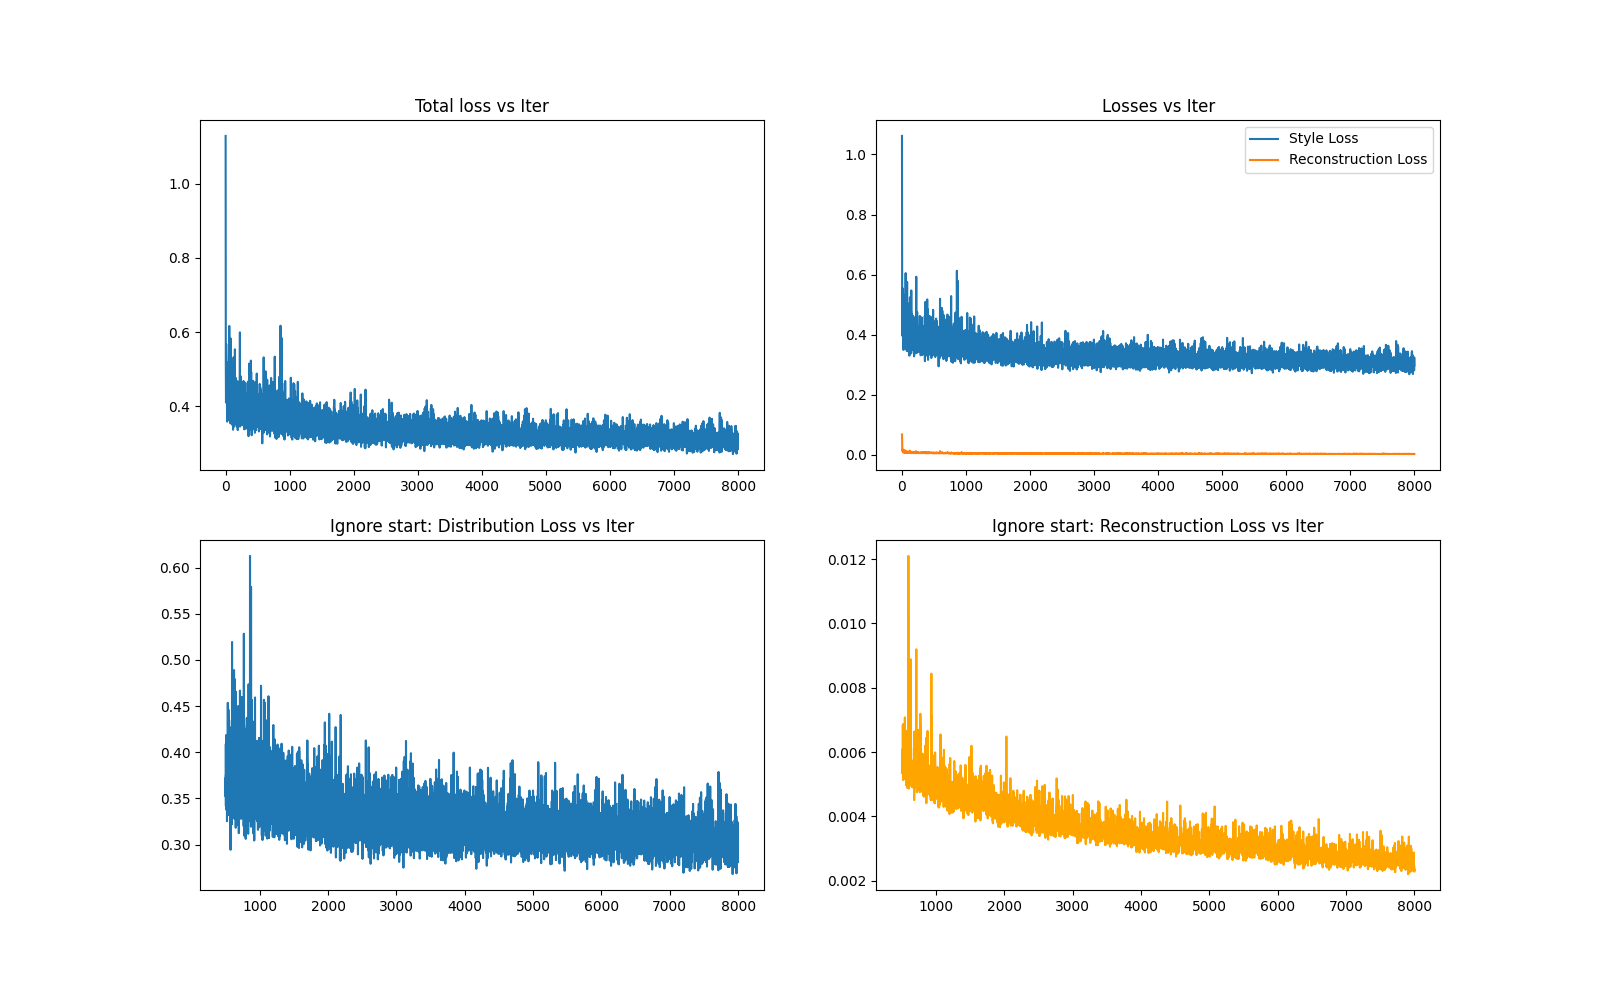 Total loss vs Iter
1.0
0.8
0.6
0.4
0 1000 2000 3000 4000 5000 6000 7000 8000
Losses vs Iter
Style Loss
Reconstruction Loss
1.0
0.8
0.6
0.4
0.2
0.0
0 1000 2000 3000 4000 5000 6000 7000 8000
Ignore start: Distribution Loss vs Iter
0.60
0.55
0.50
0.45
0.40
0.35
0.30
1000 2000 3000 4000 5000 6000 7000 8000
Ignore start: Reconstruction Loss vs Iter
0.012
0.010
0.008
0.006
0.004
0.002
1000 2000 3000 4000 5000 6000 7000 8000